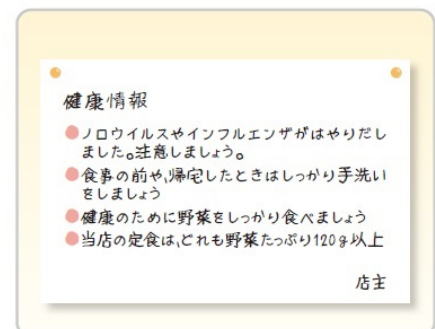 健康情報
●ノロウイルスやインフルエンザがはやりだし
ました。注意しましょう。
●食事の前や,帰宅したときはしっかり手洗い
をしましょう
●健康のために野菜をしっかり食べましょう
●当店の定食は,どれも野菜たっぷり120g以上
店主